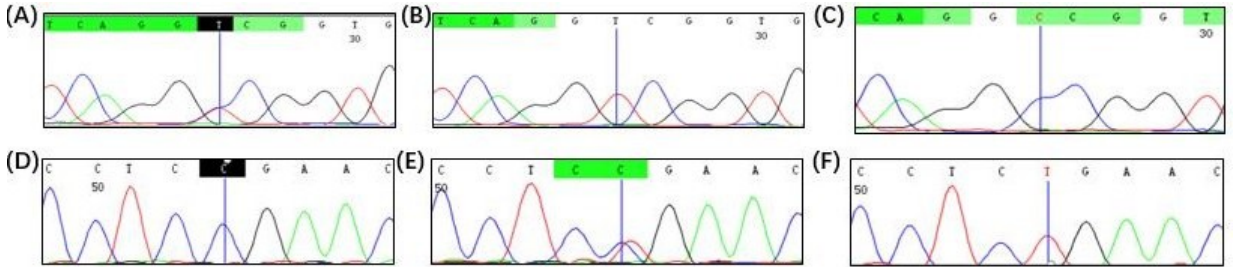 (A) T C A G G T C G G T G
30
(B) T C A G G T C G G T G
30
(C) C A G G C C G G T
30
(D) C C T C C G A A C
50
(E) C C T C C G A A C
50
(F) C C T C T G A A C
50